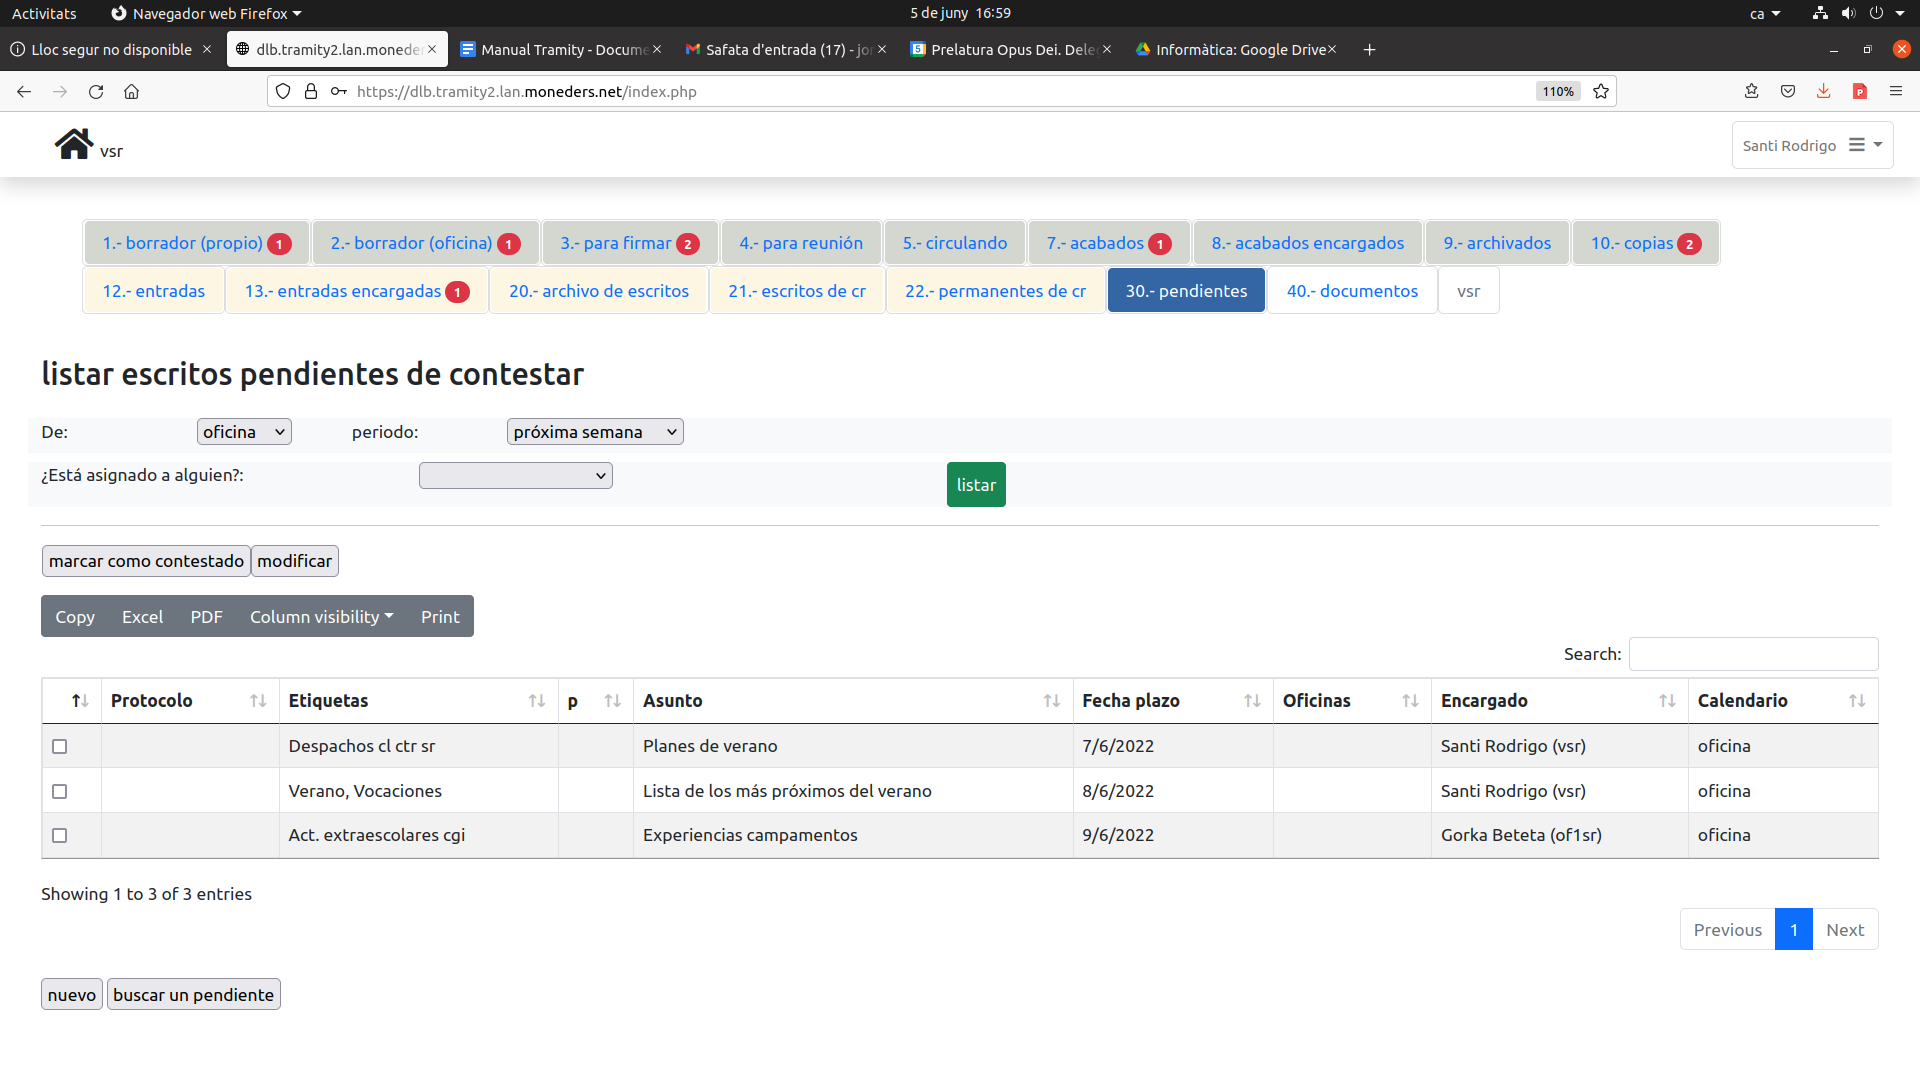 Activitats Navegador web Firefox 5 de juny 16:59 ca
Lloc segur no disponible dlb.tramity2.lan.moneder Manual Tramity - Docume Safata d'entrada (17) - jor Prelatura Opus Dei. Dele Informàtica: Google Drive
https://dlb.tramity2.lan.moneders.net/index.php 110%
vsr Santi Rodrigo
1.- borrador (propio) 1 2.- borrador (oficina) 1 3.- para firmar 2 4.- para reunión 5.- circulando 7.- acabados 1 8.- acabados encargados 9.- archivados 10.- copias 2
12.- entradas 13.- entradas encargadas 1 20.- archivo de escritos 21.- escritos de cr 22.- permanentes de cr 30.- pendientes 40.- documentos vsr
listar escritos pendientes de contestar
De: oficina periodo: próxima semana
¿Está asignado a alguien?: listar
marcar como contestado modificar
Copy Excel PDF Column visibility Print
Search:
Protocolo Etiquetas p Asunto Fecha plazo Oficinas Encargado Calendario
Despachos cl ctr sr Planes de verano 7/6/2022 Santi Rodrigo (vsr) oficina
Verano, Vocaciones Lista de los más próximos del verano 8/6/2022 Santi Rodrigo (vsr) oficina
Act. extraescolares cgi Experiencias campamentos 9/6/2022 Gorka Beteta (of1sr) oficina
Showing 1 to 3 of 3 entries
Previous 1 Next
nuevo buscar un pendiente